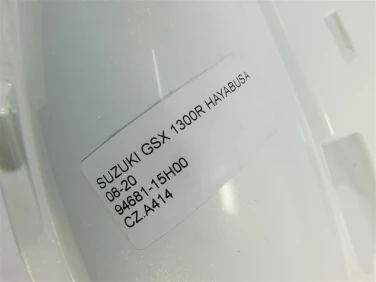 SUZUKI GSX 1300R HAYABUSA
08-20
94681-15H00
CZ.A414